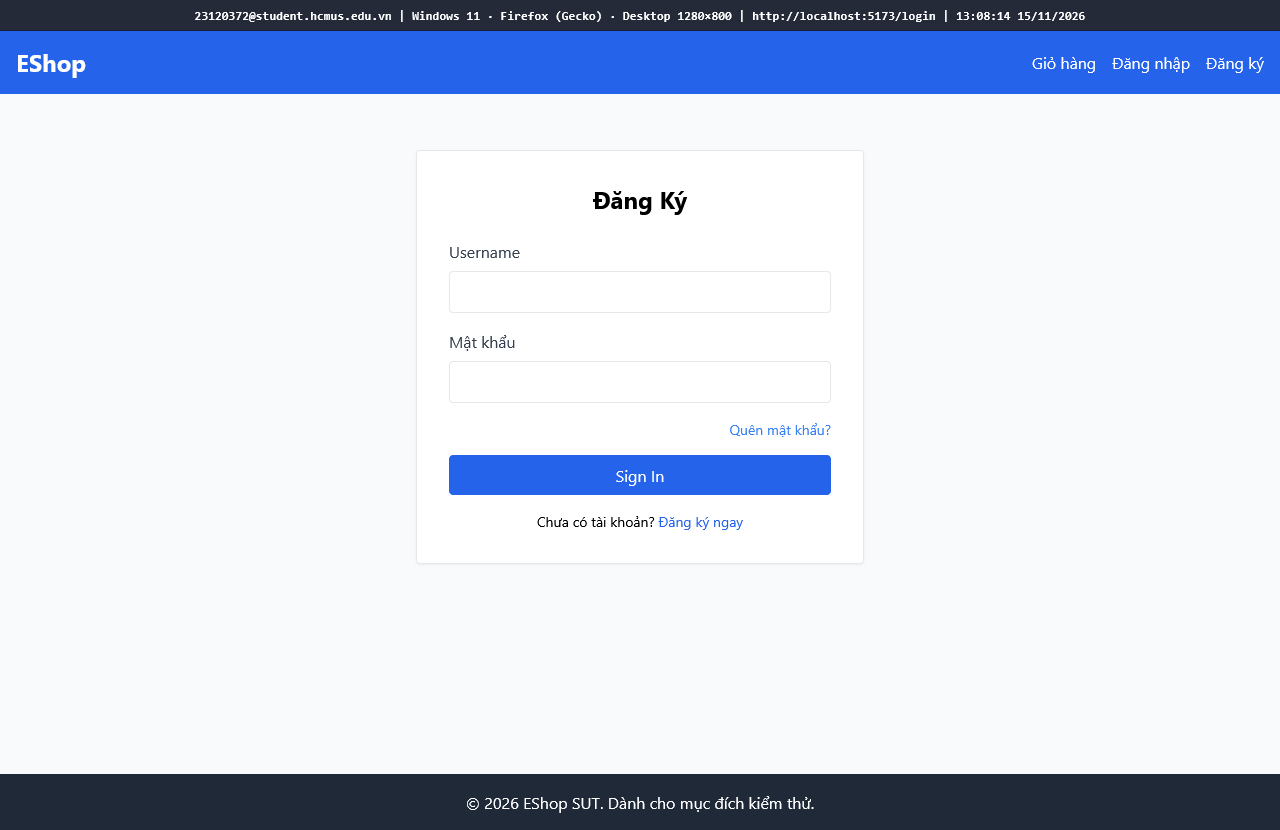 23120372@student.hcmus.edu.vn | Windows 11 · Firefox (Gecko) · Desktop 1280×800 | http://localhost:5173/login | 13:08:14 15/11/2026
EShop
Giỏ hàng Đăng nhập Đăng ký
Đăng Ký
Username
Mật khẩu
Quên mật khẩu?
Sign In
Chưa có tài khoản? Đăng ký ngay
© 2026 EShop SUT. Dành cho mục đích kiểm thử.